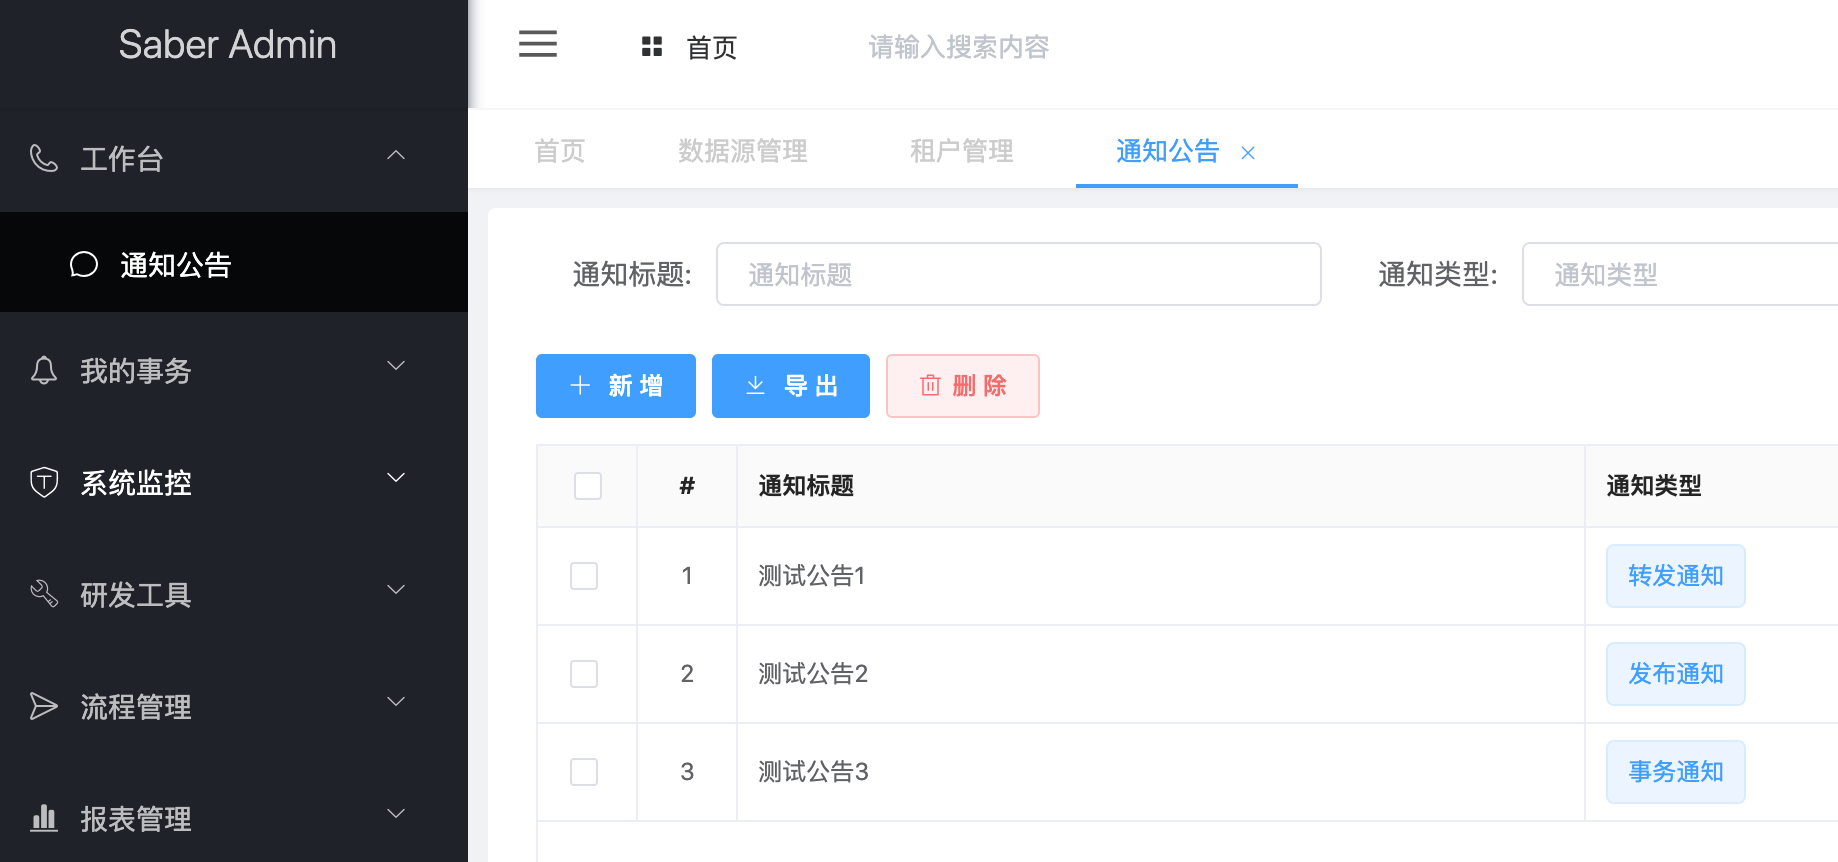 Saber Admin
首页
请输入搜索内容
首页
数据源管理
租户管理
通知公告
工作台
通知公告
我的事务
系统监控
研发工具
流程管理
报表管理
通知标题:
通知标题
通知类型:
通知类型
新增
导出
删除
#
通知标题
通知类型
1
测试公告1
转发通知
2
测试公告2
发布通知
3
测试公告3
事务通知